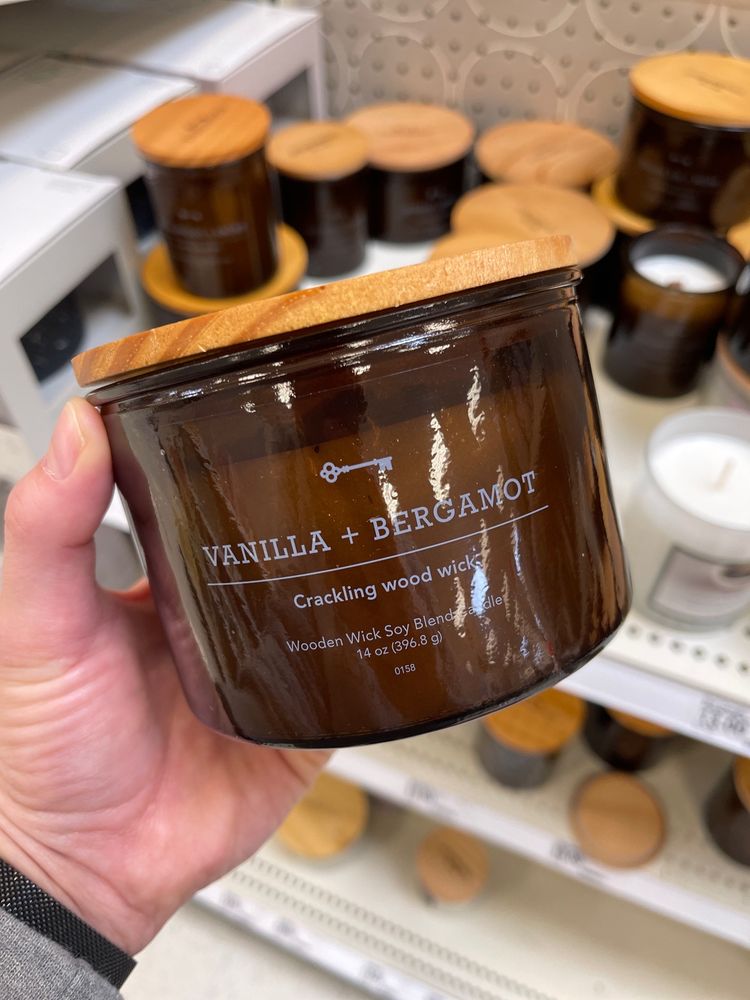 VANILLA + BERGAMOT
Crackling wood wick
Wooden Wick Soy Blend Candle
14 oz (396.8 g)
0158